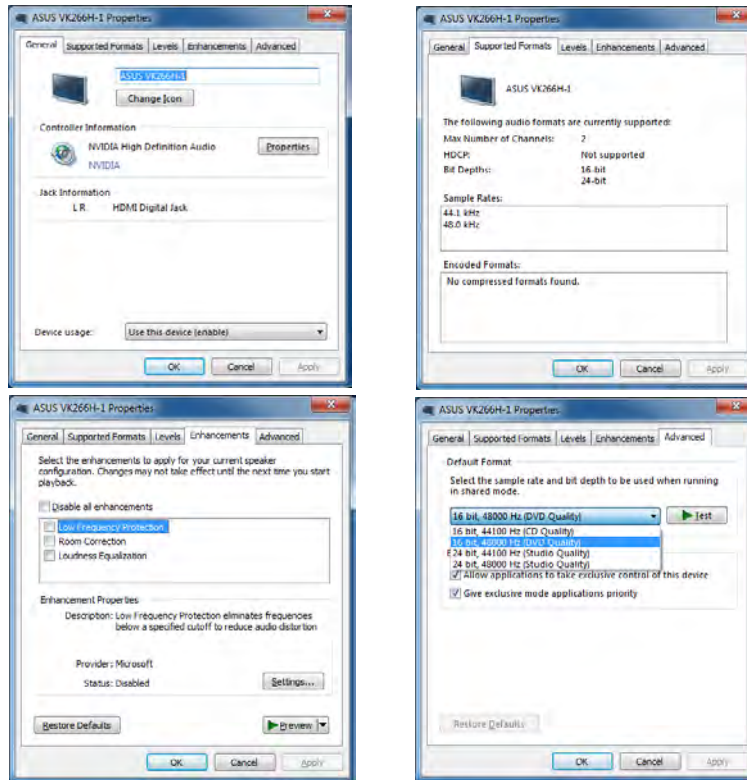 ASUS VK266H-1 Properties
General Supported Formats Levels Enhancements Advanced
ASUS VK266H-1
Change Icon
Controller Information
NVIDIA High Definition Audio Properties
NVIDIA
Jack Information
L R HDMI Digital Jack
Device usage: Use this device (enable)
OK Cancel Apply
ASUS VK266H-1 Properties
General Supported Formats Levels Enhancements Advanced
ASUS VK266H-1
The following audio formats are currently supported:
Max Number of Channels: 2
HDCP: Not supported
Bit Depths: 16-bit
24-bit
Sample Rates:
44.1 kHz
48.0 kHz
Encoded Formats:
No compressed formats found.
OK Cancel Apply
ASUS VK266H-1 Properties
General Supported Formats Levels Enhancements Advanced
Select the enhancements to apply for your current speaker
configuration. Changes may not take effect until the next time you start
playback.
Disable all enhancements
Low Frequency Protection
Room Correction
Loudness Equalization
Enhancement Properties
Description: Low Frequency Protection eliminates frequencies
below a specified cutoff to reduce audio distortion
Provider: Microsoft
Status: Disabled Settings...
Restore Defaults Preview
OK Cancel Apply
ASUS VK266H-1 Properties
General Supported Formats Levels Enhancements Advanced
Default Format
Select the sample rate and bit depth to be used when running
in shared mode.
16 bit, 48000 Hz (DVD Quality) Test
16 bit, 44100 Hz (CD Quality)
16 bit, 48000 Hz (DVD Quality)
24 bit, 44100 Hz (Studio Quality)
24 bit, 48000 Hz (Studio Quality)
Allow applications to take exclusive control of this device
Give exclusive mode applications priority
Restore Defaults
OK Cancel Apply